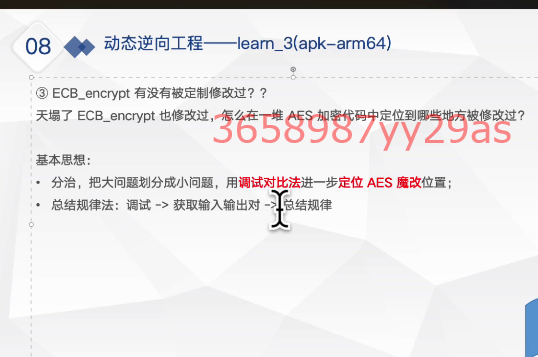 08
动态逆向工程——learn_3(apk-arm64)
③ ECB_encrypt 有没有被定制修改过？？
天塌了 ECB_encrypt 也修改过，怎么在一堆 AES 加密代码中定位到哪些地方被修改过？
3658987yy29as
基本思想：
• 分治，把大问题划分成小问题，用调试对比法进一步定位 AES 魔改位置；
• 总结规律法：调试 -> 获取输入输出对 -> 总结规律